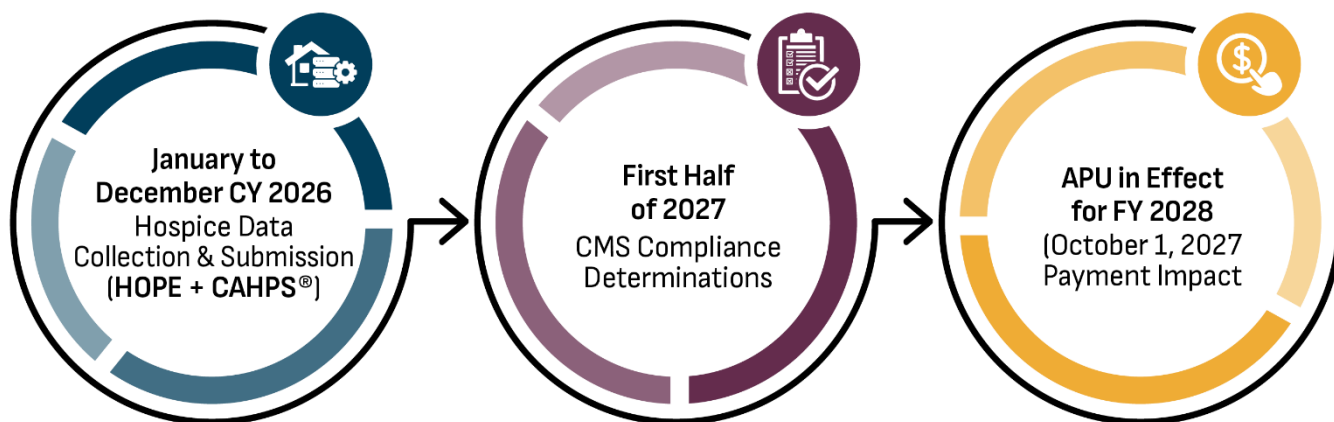 January to
December CY 2026
Hospice Data
Collection & Submission
(HOPE + CAHPS®)
First Half
of 2027
CMS Compliance
Determinations
APU in Effect
for FY 2028
(October 1, 2027
Payment Impact
$